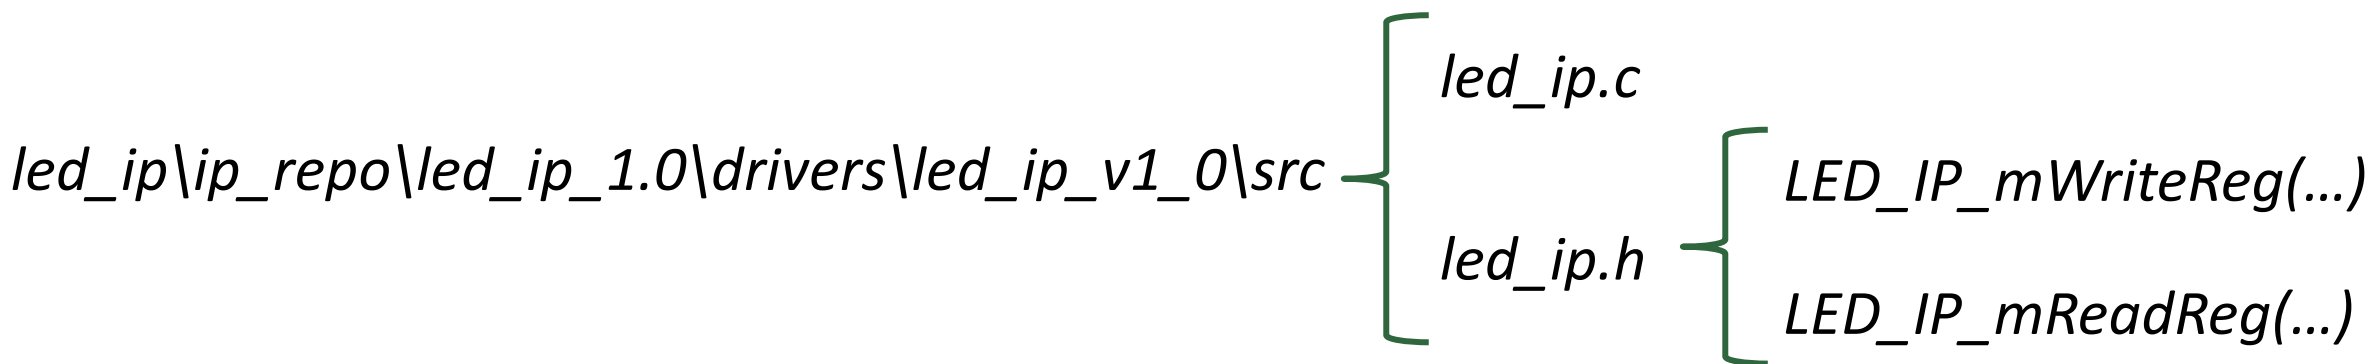 led_ip\ip_repo\led_ip_1.0\drivers\led_ip_v1_0\src
led_ip.c
led_ip.h
LED_IP_mWriteReg(...)
LED_IP_mReadReg(...)